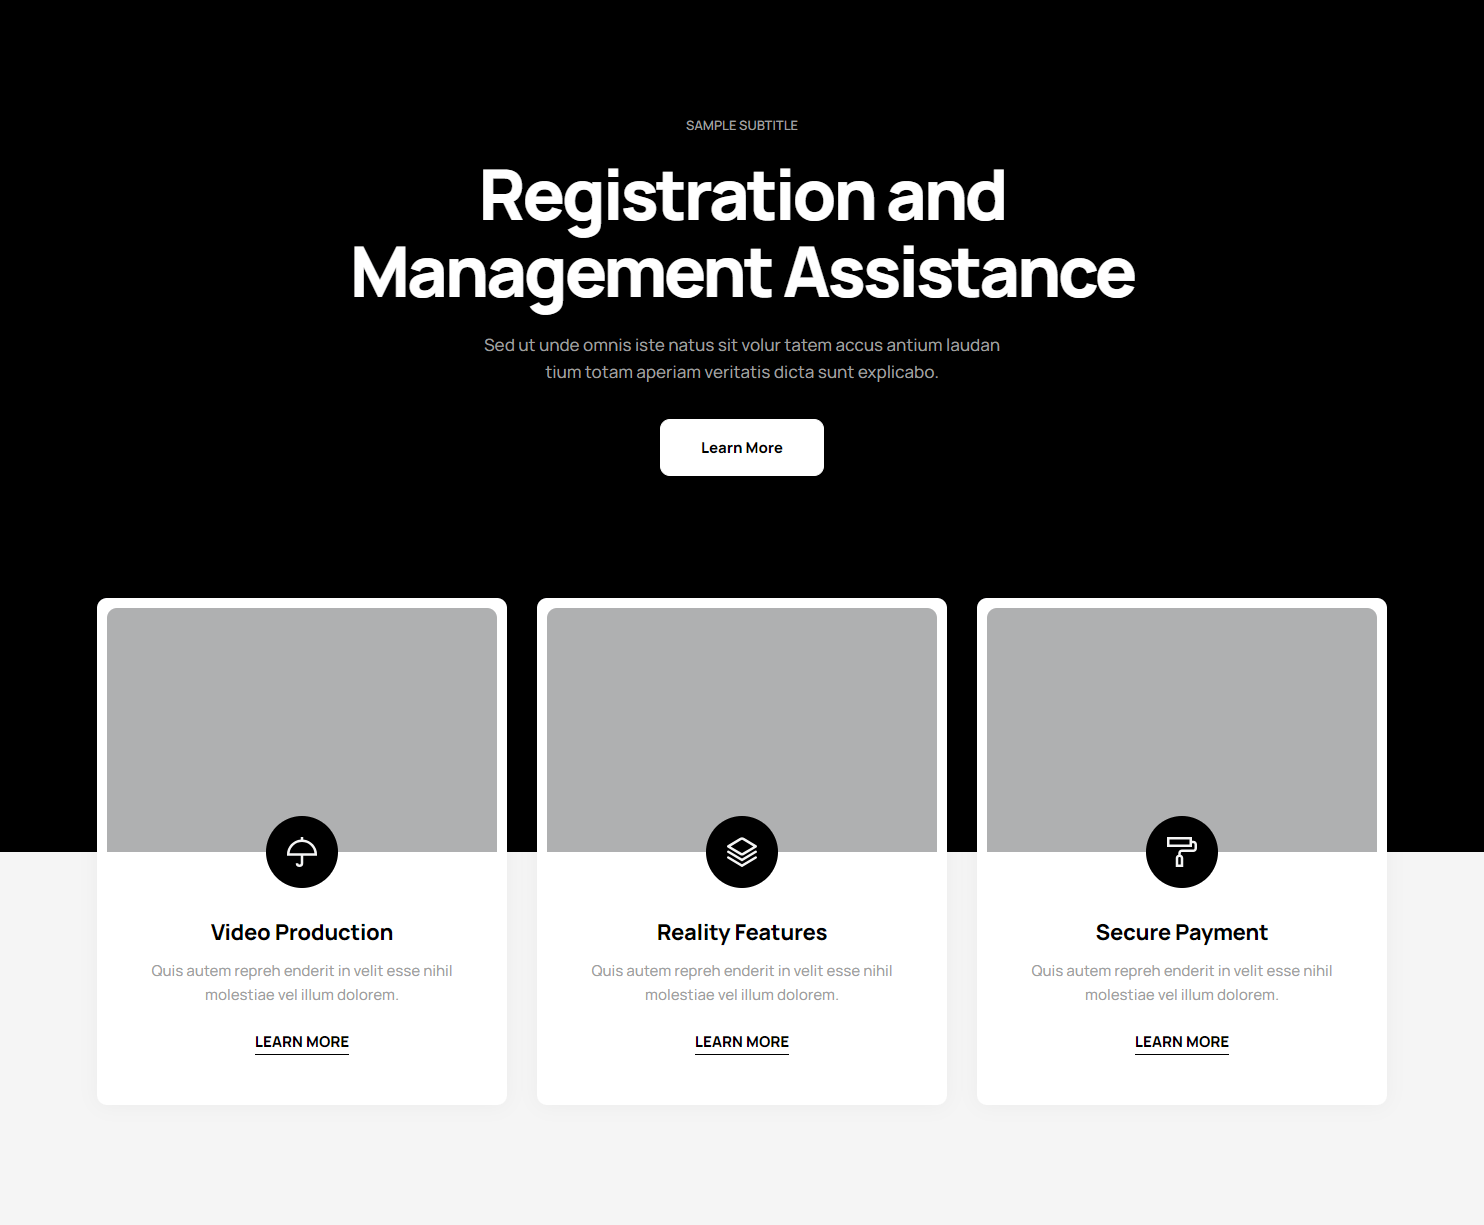 SAMPLE SUBTITLE
Registration and
Management Assistance
Sed ut unde omnis iste natus sit volur tatem accus antium laudan
tium totam aperiam veritatis dicta sunt explicabo.
Learn More
Video Production
Quis autem repreh enderit in velit esse nihil
molestiae vel illum dolorem.
LEARN MORE
Reality Features
Quis autem repreh enderit in velit esse nihil
molestiae vel illum dolorem.
LEARN MORE
Secure Payment
Quis autem repreh enderit in velit esse nihil
molestiae vel illum dolorem.
LEARN MORE